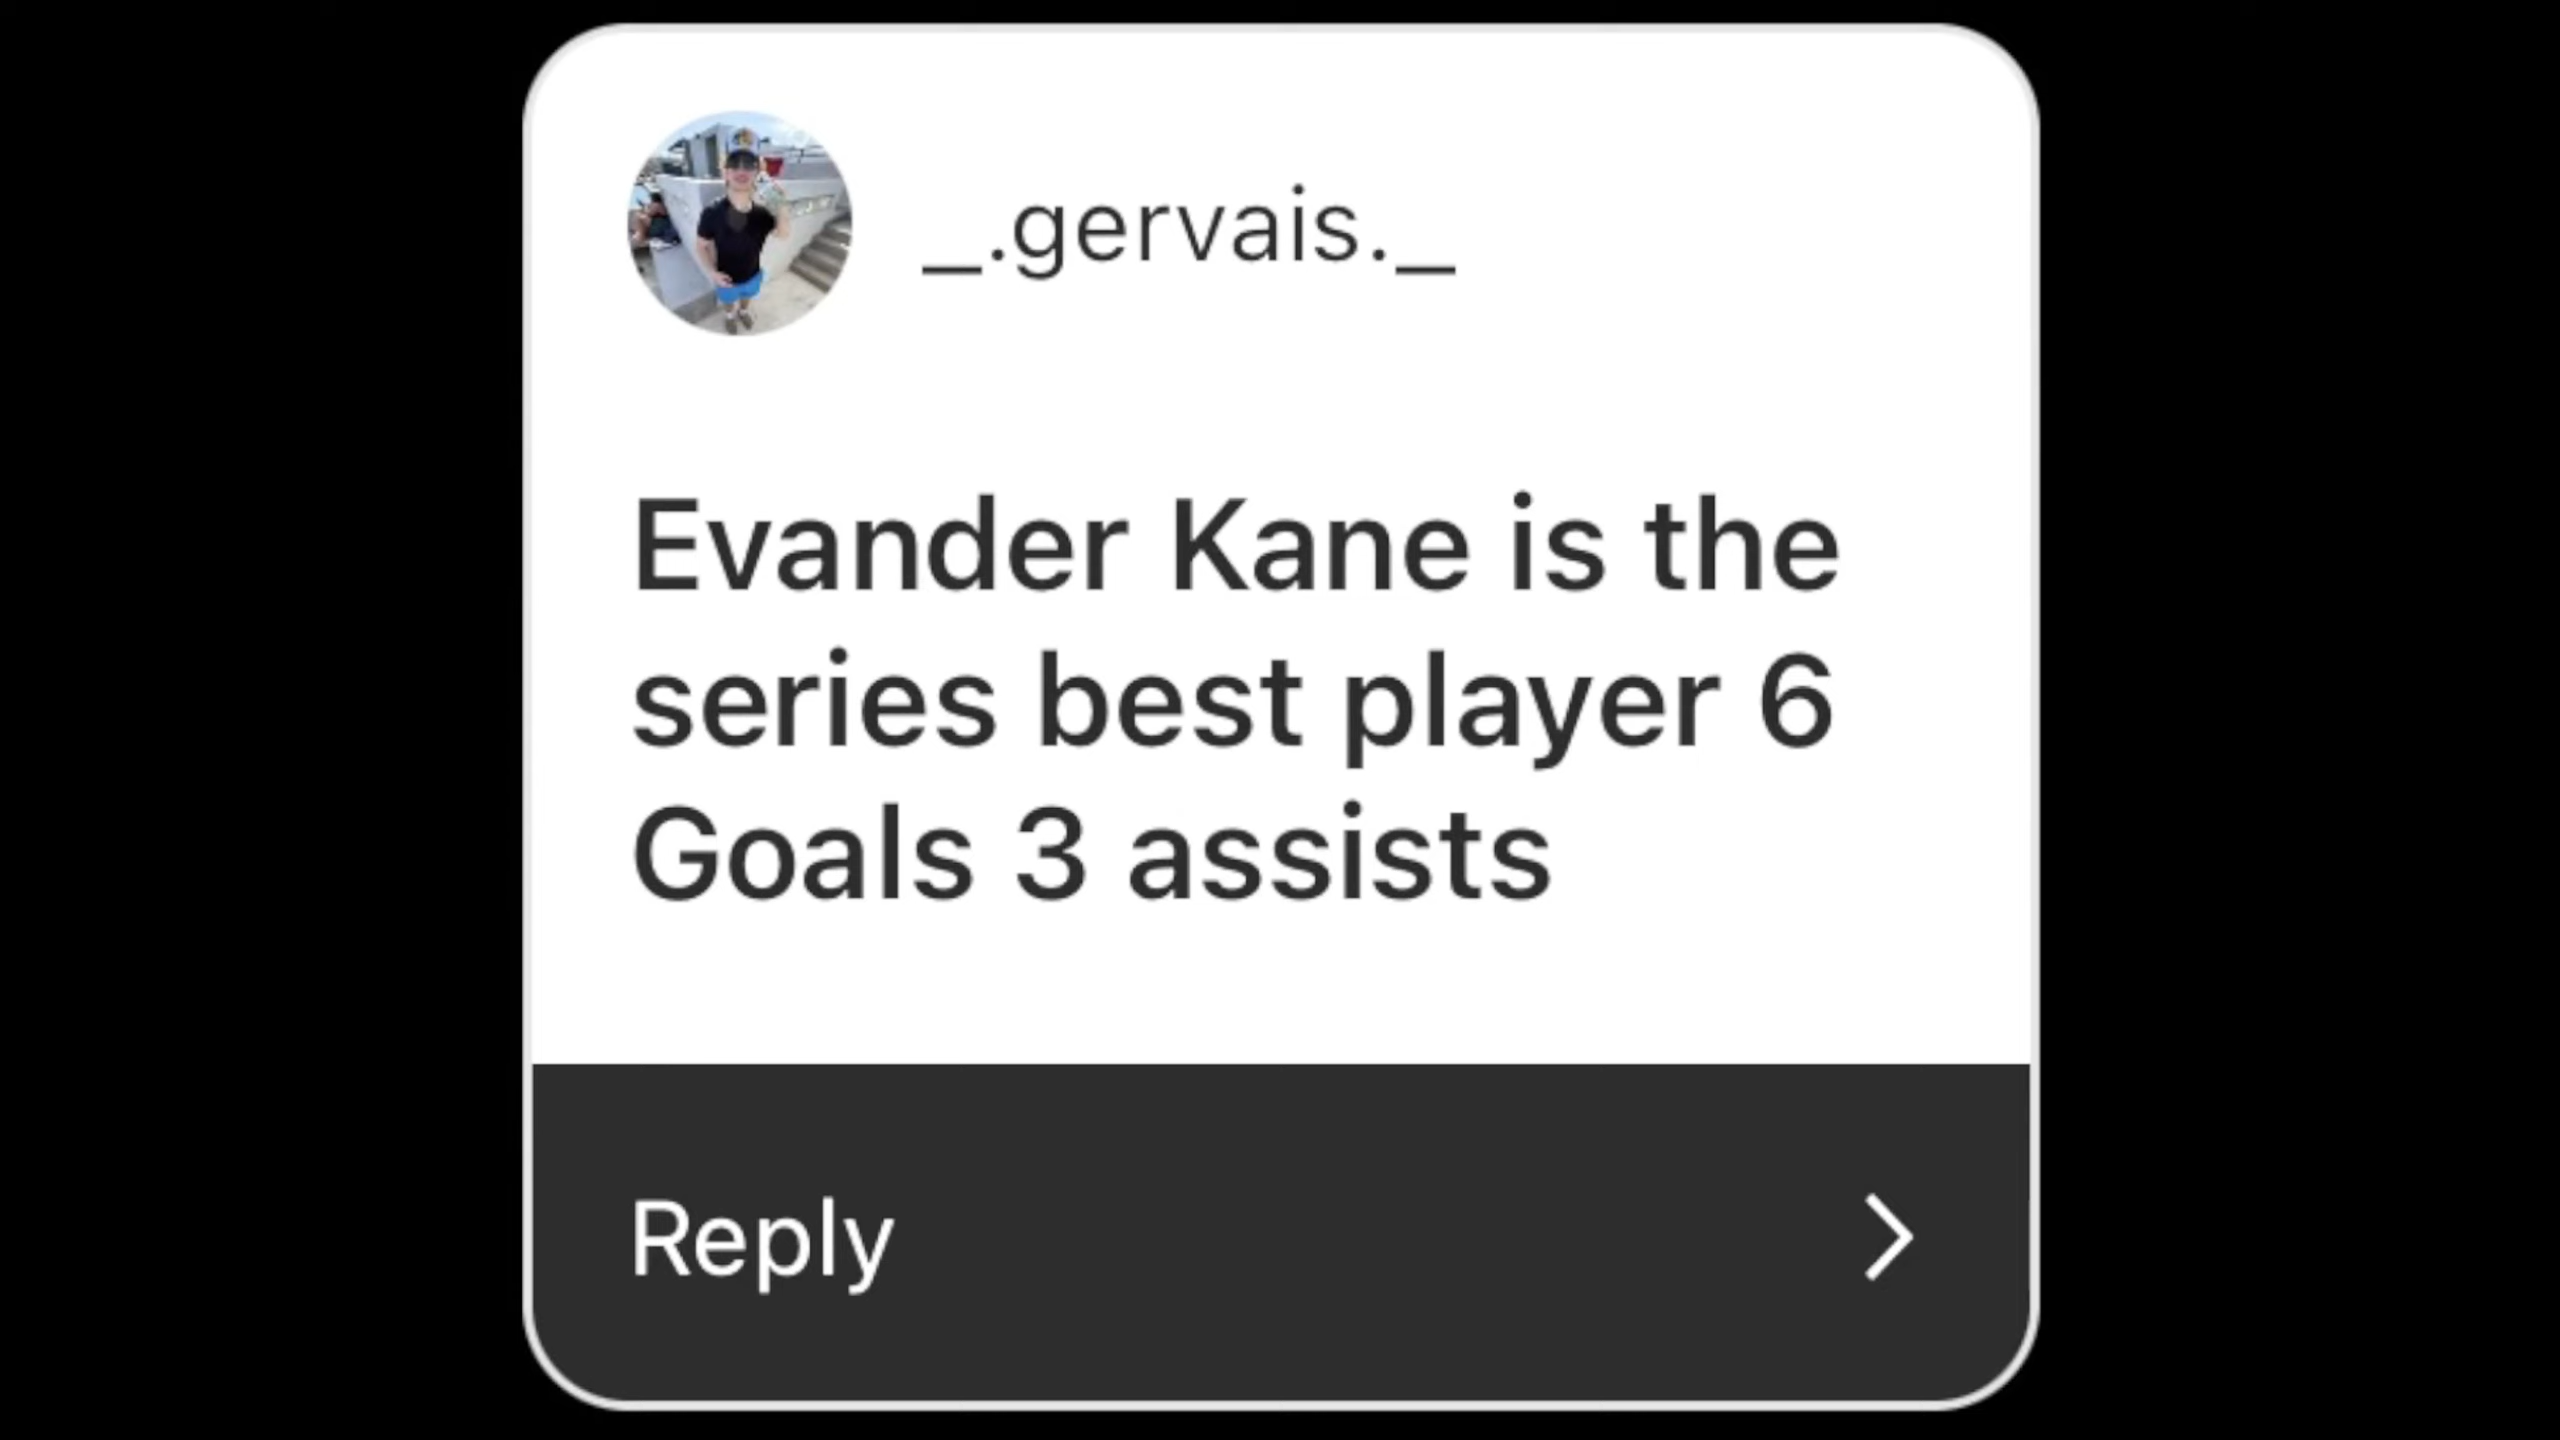 _.gervais._
Evander Kane is the
series best player 6
Goals 3 assists
Reply